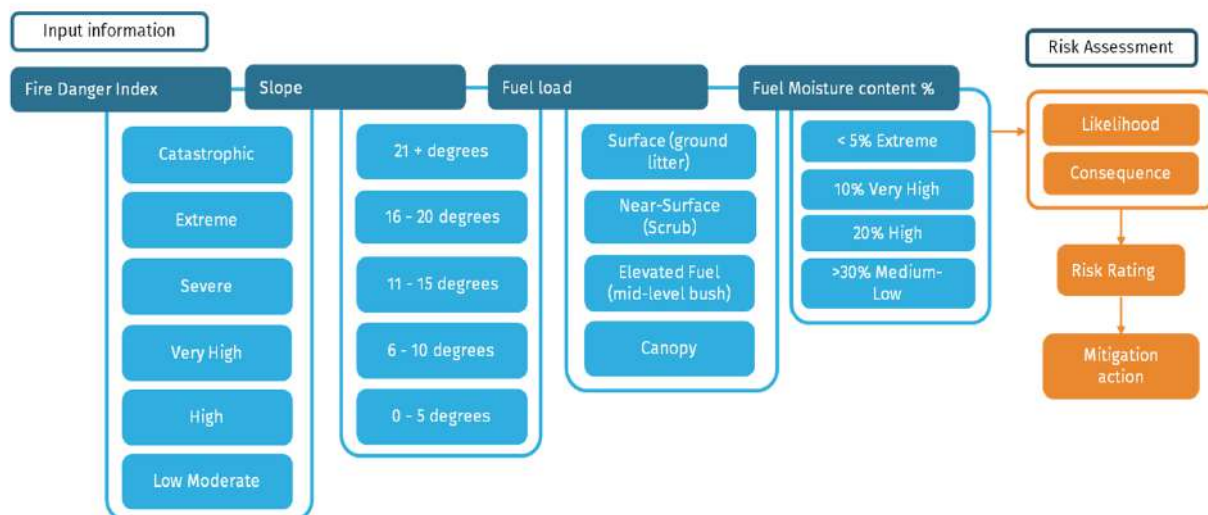 Input information
Risk Assessment
Fire Danger Index
Slope
Fuel load
Fuel Moisture content %
Catastrophic
Extreme
Severe
Very High
High
Low Moderate
21 + degrees
16 - 20 degrees
11 - 15 degrees
6 - 10 degrees
0 - 5 degrees
Surface (ground
litter)
Near-Surface
(Scrub)
Elevated Fuel
(mid-level bush)
Canopy
< 5% Extreme
10% Very High
20% High
>30% Medium-
Low
Likelihood
Consequence
Risk Rating
Mitigation
action